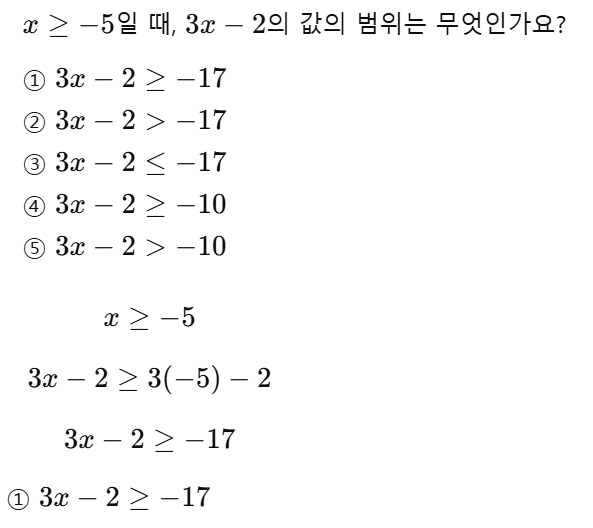 x ≥ −5일 때, 3x − 2의 값의 범위는 무엇인가요?
① 3x − 2 ≥ −17
② 3x − 2 > −17
③ 3x − 2 ≤ −17
④ 3x − 2 ≥ −10
⑤ 3x − 2 > −10
x ≥ −5
3x − 2 ≥ 3(−5) − 2
3x − 2 ≥ −17
① 3x − 2 ≥ −17